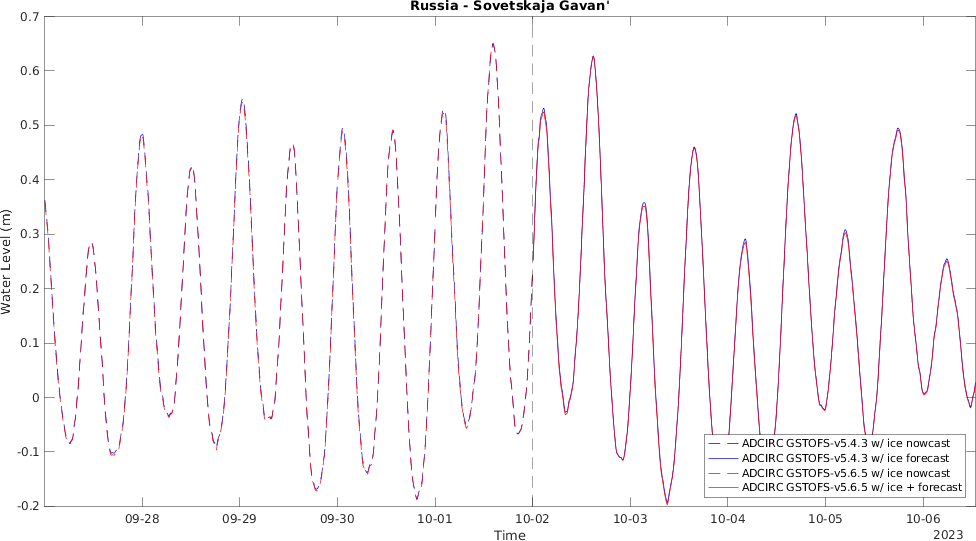 Russia - Sovetskaja Gavan'
0.7
0.6
0.5
0.4
0.3
0.2
0.1
0
-0.1
-0.2
Water Level (m)
ADCIRC GSTOFS-v5.4.3 w/ ice nowcast
ADCIRC GSTOFS-v5.4.3 w/ ice forecast
ADCIRC GSTOFS-v5.6.5 w/ ice nowcast
ADCIRC GSTOFS-v5.6.5 w/ ice + forecast
09-28 09-29 09-30 10-01 10-02 10-03 10-04 10-05 10-06
Time
2023